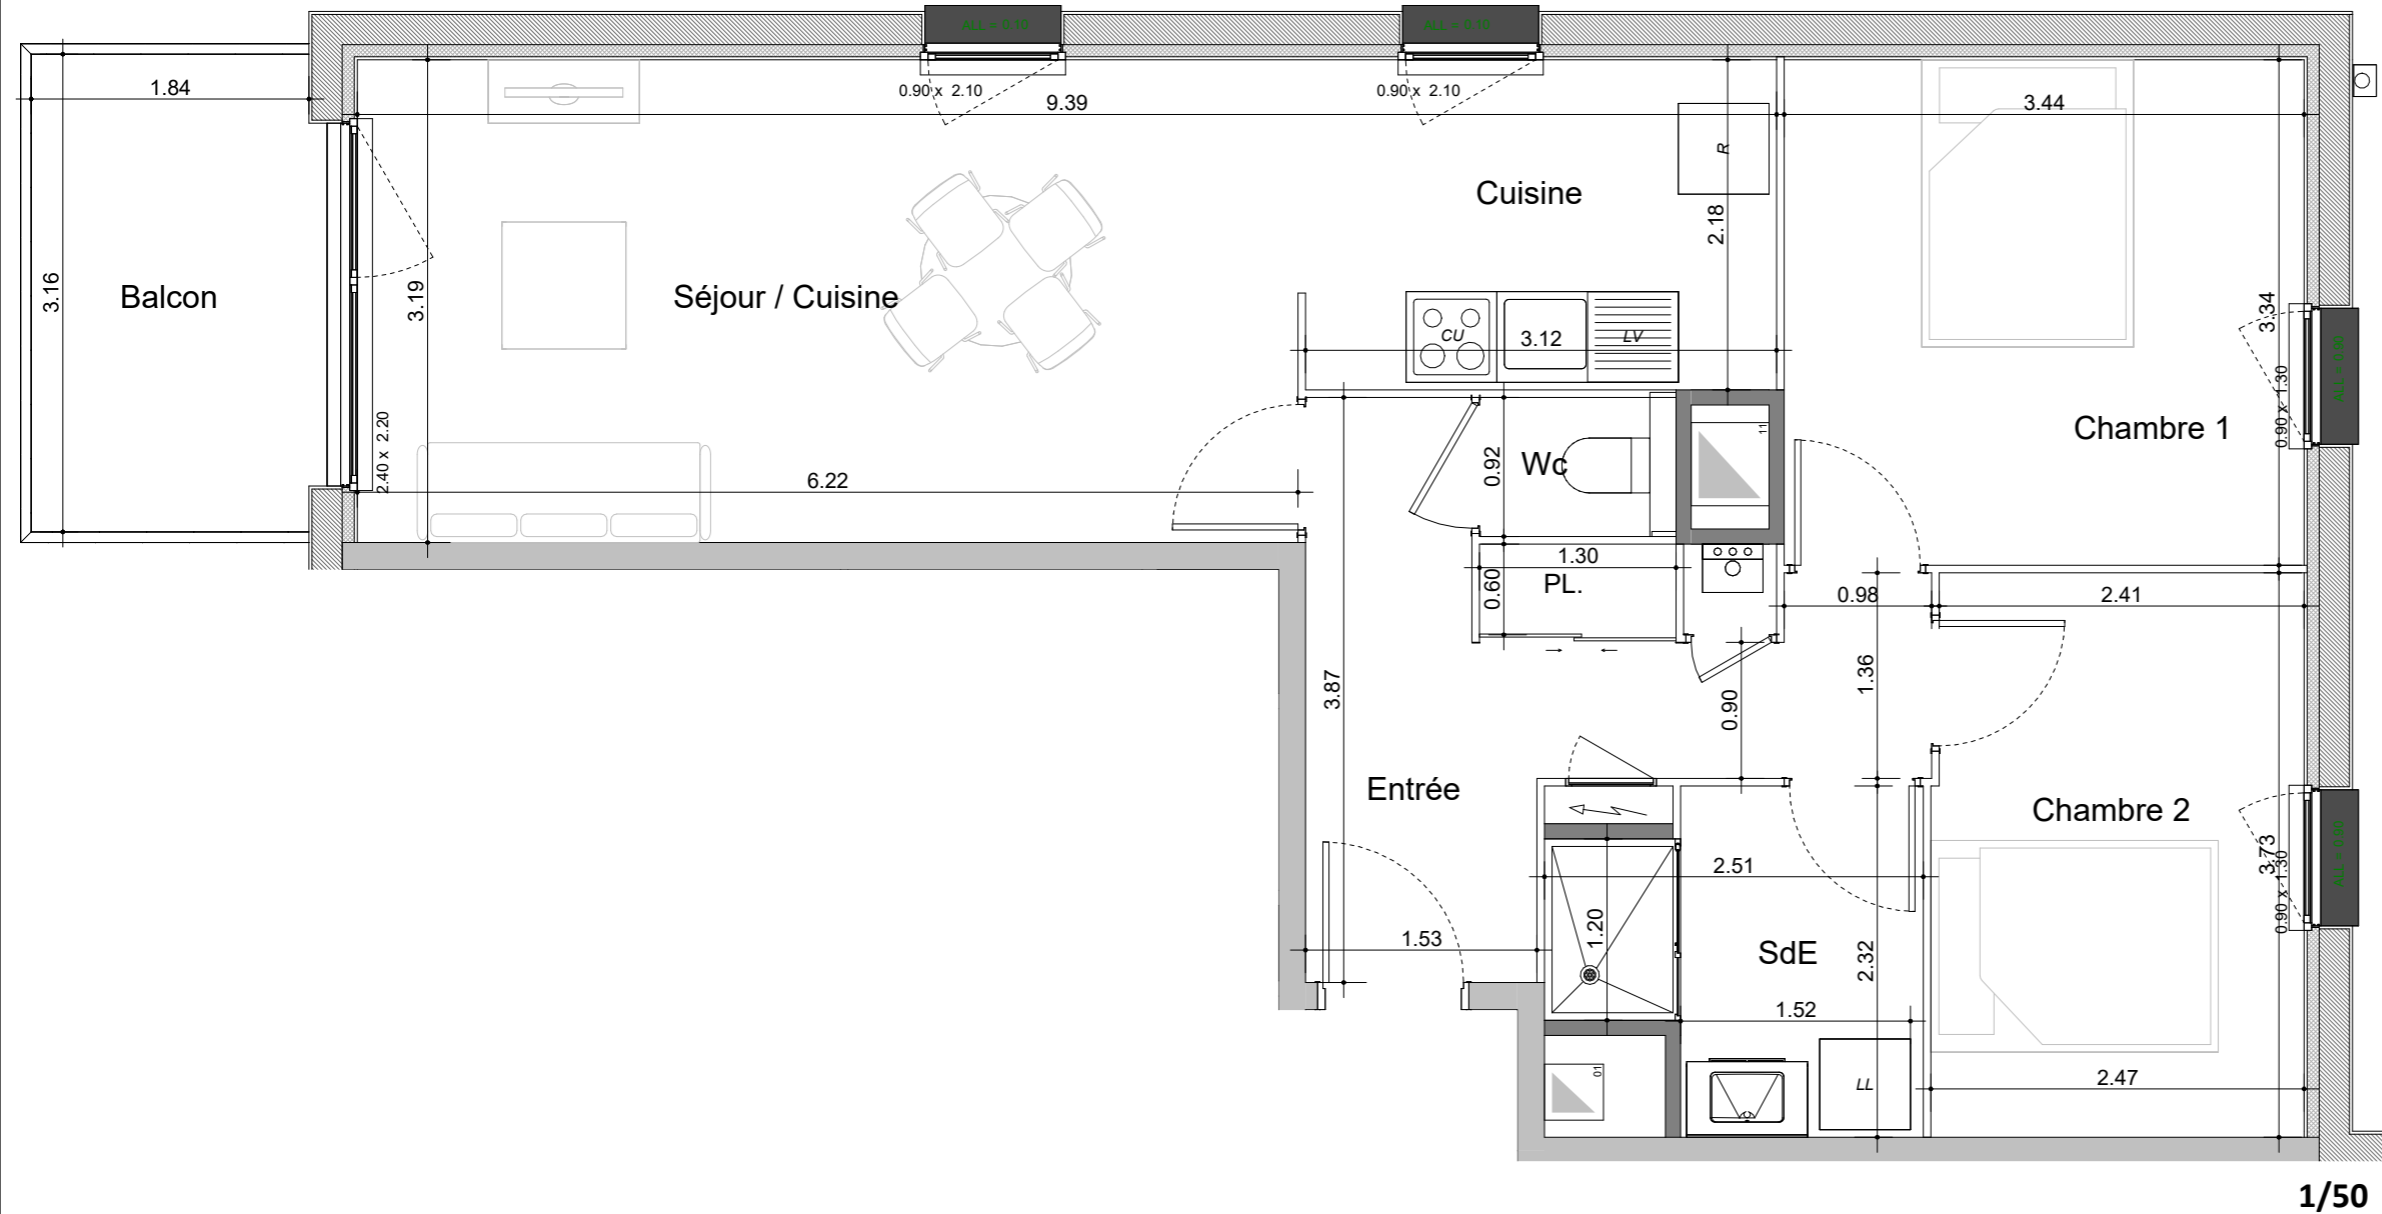 1.84
9.39
3.44
0.90 x 2.10
0.90 x 2.10
R
Cuisine
2.18
3.16
Balcon
3.19
Séjour / Cuisine
3.34
CU
3.12
LV
0.90 x 1.30
2.40 x 2.20
11
Chambre 1
6.22
0.92
Wc
1.30
0.60
PL.
0.98
2.41
3.87
1.36
0.90
Entrée
Chambre 2
3.73
0.90 x 1.30
2.51
1.20
1.53
SdE
2.32
1.52
01
LL
2.47
1/50